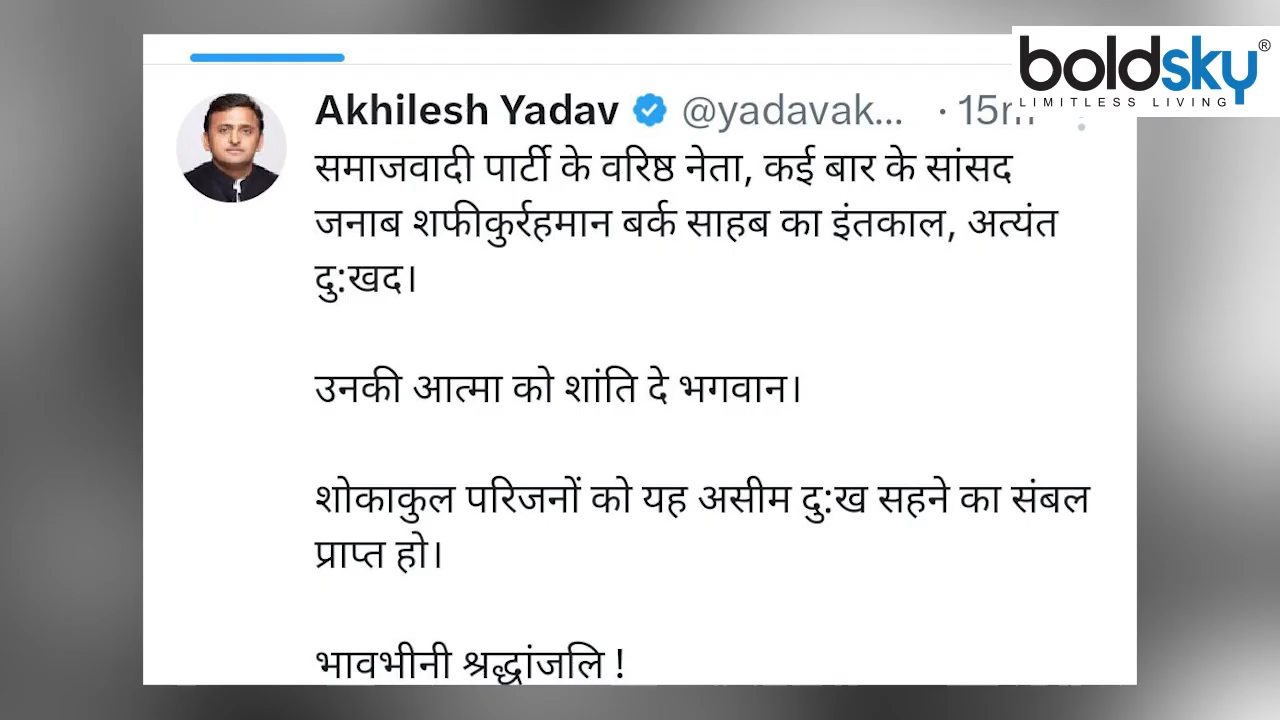 boldsky®
LIMITLESS LIVING
Akhilesh Yadav @yadavak... ·
समाजवादी पार्टी के वरिष्ठ नेता, कई बार के सांसद
जनाब शफीकुर्रहमान बर्क साहब का इंतकाल, अत्यंत
दु:खद।
उनकी आत्मा को शांति दे भगवान।
शोकाकुल परिजनों को यह असीम दु:ख सहने का संबल
प्राप्त हो।
भावभीनी श्रद्धांजलि !